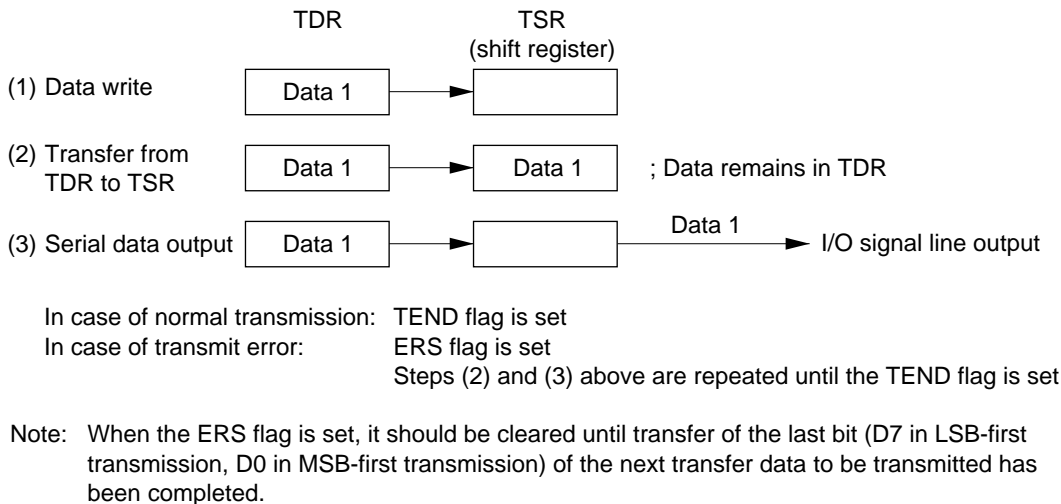 TDR TSR
(shift register)
(1) Data write Data 1
(2) Transfer from
TDR to TSR Data 1 Data 1 ; Data remains in TDR
(3) Serial data output Data 1 Data 1 I/O signal line output
In case of normal transmission: TEND flag is set
In case of transmit error: ERS flag is set
Steps (2) and (3) above are repeated until the TEND flag is set
Note: When the ERS flag is set, it should be cleared until transfer of the last bit (D7 in LSB-first
transmission, D0 in MSB-first transmission) of the next transfer data to be transmitted has
been completed.